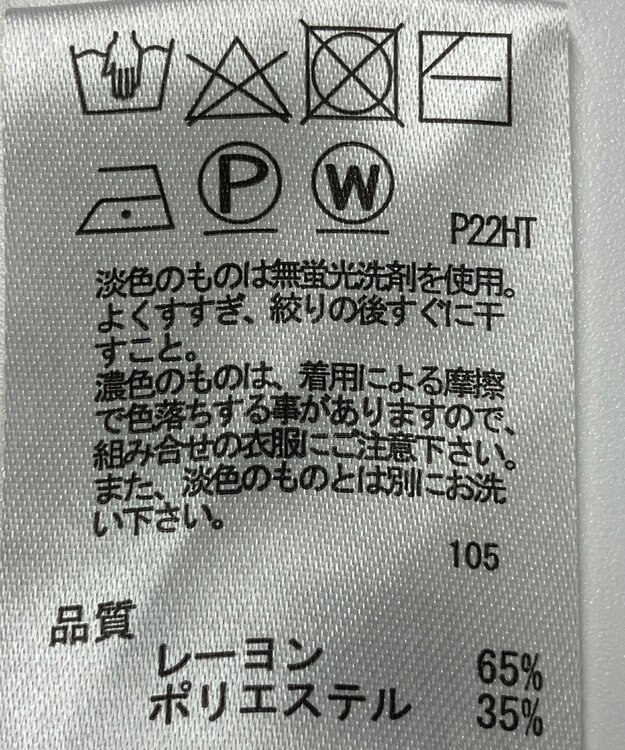 P W
P22HT
淡色のものは無蛍光洗剤を使用。
よくすすぎ、絞りの後すぐに干
すこと。
濃色のものは、着用による摩擦
で色落ちする事がありますので、
組み合せの衣服にご注意下さい。
また、淡色のものとは別にお洗
い下さい。
105
品質
レーヨン 65%
ポリエステル 35%